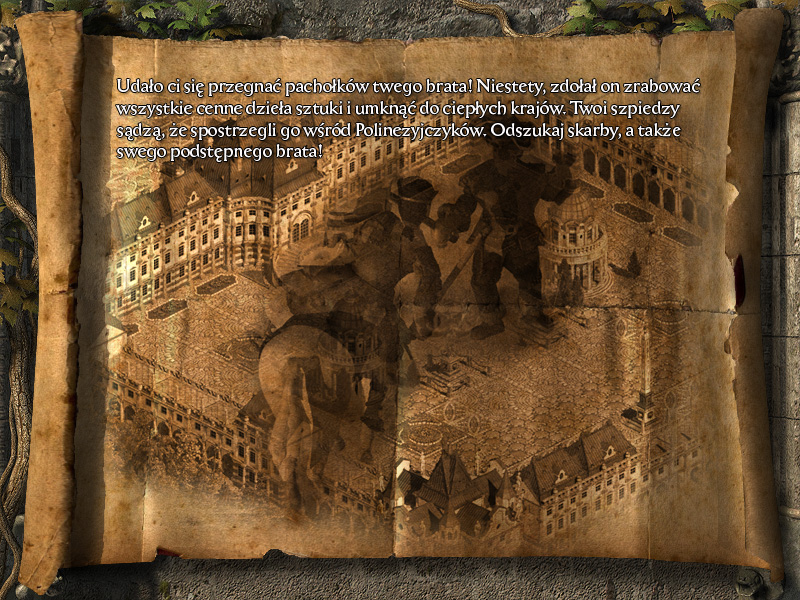 Udało ci się przegnać pachołków twego brata! Niestety, zdołał on zrabować
wszystkie cenne dzieła sztuki i umknąć do ciepłych krajów. Twoi szpiedzy
sądzą, że spostrzegli go wśród Polinezyjczyków. Odszukaj skarby, a także
swego podstępnego brata!